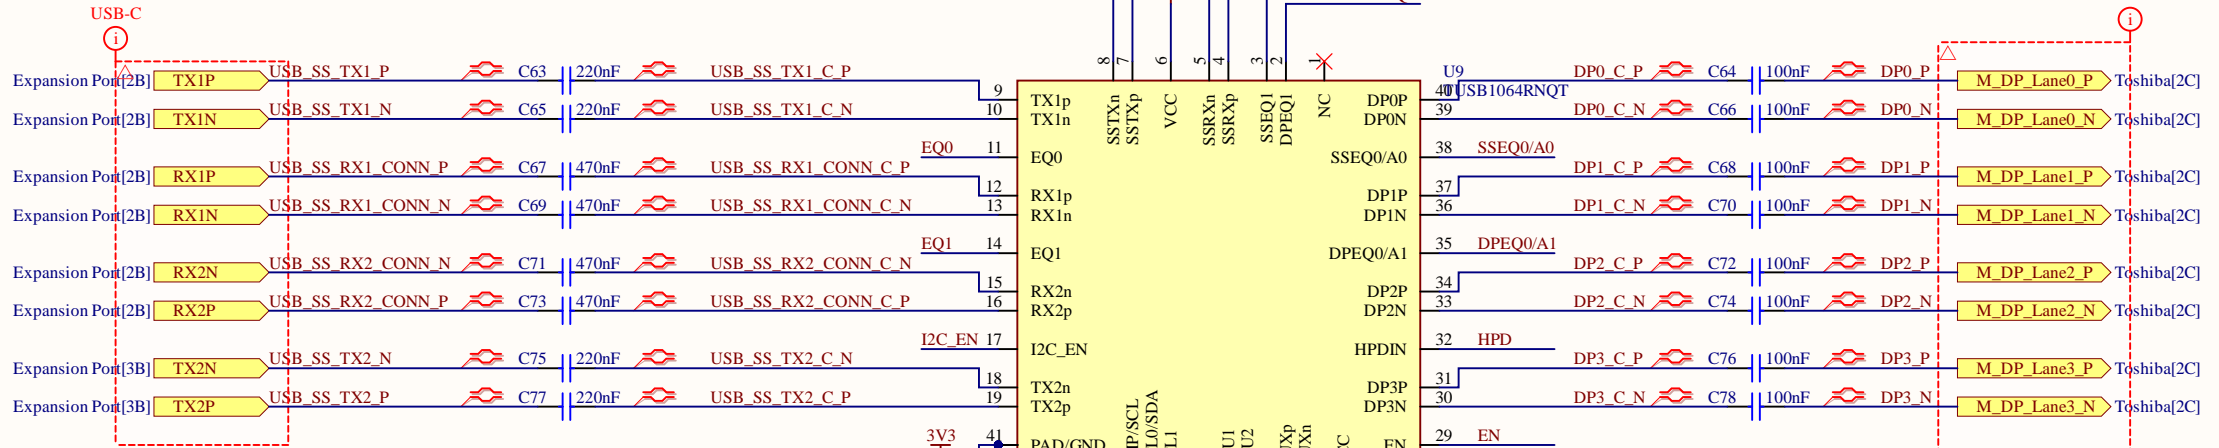 USB-C
Expansion Port[2B] TX1P USB_SS_TX1_P C63 220nF USB_SS_TX1_C_P 9 TX1p
Expansion Port[2B] TX1N USB_SS_TX1_N C65 220nF USB_SS_TX1_C_N 10 TX1n
EQ0 11 EQ0
Expansion Port[2B] RX1P USB_SS_RX1_CONN_P C67 470nF USB_SS_RX1_CONN_C_P 12 RX1p
Expansion Port[2B] RX1N USB_SS_RX1_CONN_N C69 470nF USB_SS_RX1_CONN_C_N 13 RX1n
EQ1 14 EQ1
Expansion Port[2B] RX2N USB_SS_RX2_CONN_N C71 470nF USB_SS_RX2_CONN_C_N 15 RX2n
Expansion Port[2B] RX2P USB_SS_RX2_CONN_P C73 470nF USB_SS_RX2_CONN_C_P 16 RX2p
I2C_EN 17 I2C_EN
Expansion Port[3B] TX2N USB_SS_TX2_N C75 220nF USB_SS_TX2_C_N 18 TX2n
Expansion Port[3B] TX2P USB_SS_TX2_P C77 220nF USB_SS_TX2_C_P 19 TX2p
3V3 41 PAD/GND
8 SSTXn
7 SSTXp
6 VCC
5 SSRXn
4 SSRXp
3 SSEQ1
2 DPEQ1
1 NC
U9
TUSB1064RNQT
DP0P 40 DP0_C_P C64 100nF DP0_P M_DP_Lane0_P Toshiba[2C]
DP0N 39 DP0_C_N C66 100nF DP0_N M_DP_Lane0_N Toshiba[2C]
SSEQ0/A0 38 SSEQ0/A0
DP1P 37 DP1_C_P C68 100nF DP1_P M_DP_Lane1_P Toshiba[2C]
DP1N 36 DP1_C_N C70 100nF DP1_N M_DP_Lane1_N Toshiba[2C]
DPEQ0/A1 35 DPEQ0/A1
DP2P 34 DP2_C_P C72 100nF DP2_P M_DP_Lane2_P Toshiba[2C]
DP2N 33 DP2_C_N C74 100nF DP2_N M_DP_Lane2_N Toshiba[2C]
HPDIN 32 HPD
DP3P 31 DP3_C_P C76 100nF DP3_P M_DP_Lane3_P Toshiba[2C]
DP3N 30 DP3_C_N C78 100nF DP3_N M_DP_Lane3_N Toshiba[2C]
EN 29 EN